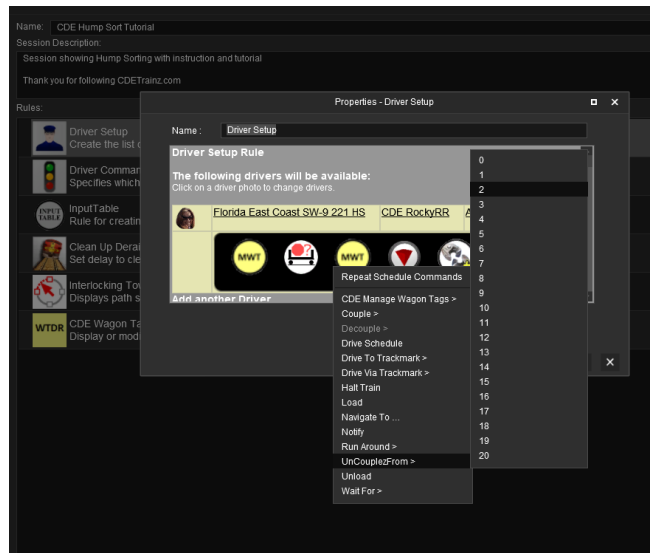 Name: CDE Hump Sort Tutorial
Session Description:
Session showing Hump Sorting with instruction and tutorial
Thank you for following CDETrainz.com
Rules:
Driver Setup
Create the list
Driver Comman
Specifies which
INPUT TABLE
InputTable
Rule for creatin
Clean Up Derai
Set delay to cle
Interlocking Tov
Displays path s
WTDR
CDE Wagon Ta
Display or modi
Properties - Driver Setup
Name : Driver Setup
Driver Setup Rule
The following drivers will be available:
Click on a driver photo to change drivers.
Florida East Coast SW-9 221 HS CDE RockyRR
MWT ? MWT
Add another Driver
Repeat Schedule Commands
CDE Manage Wagon Tags >
Couple >
Decouple >
Drive Schedule
Drive To Trackmark >
Drive Via Trackmark >
Halt Train
Load
Navigate To ...
Notify
Run Around >
UnCouplezFrom >
Unload
Wait For >
0
1
2
3
4
5
6
7
8
9
10
11
12
13
14
15
16
17
18
19
20